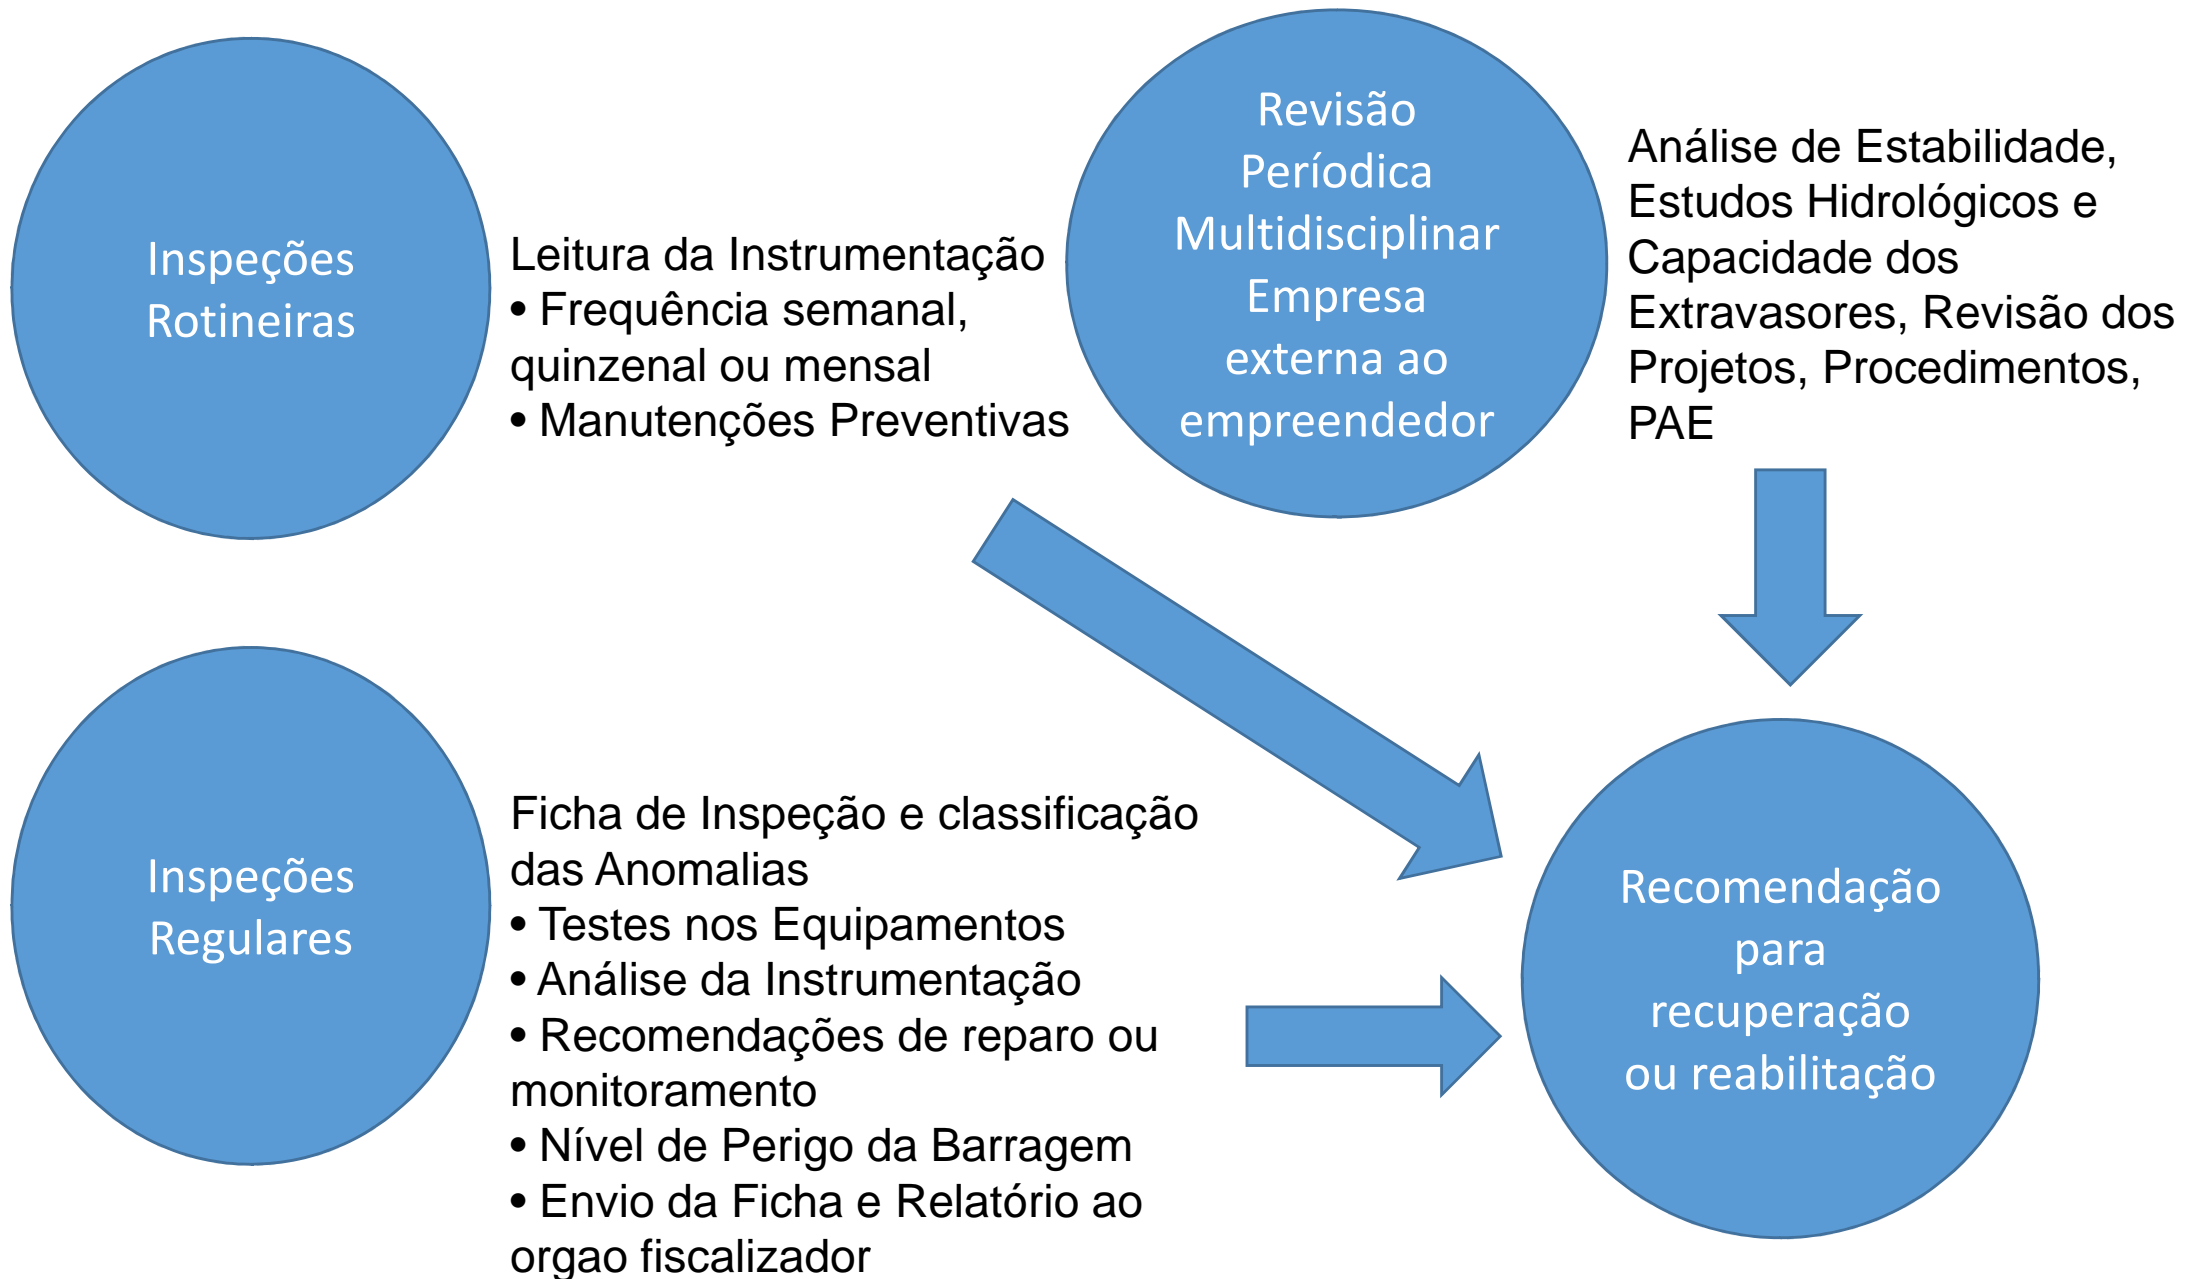 Inspeções
Rotineiras
Leitura da Instrumentação
• Frequência semanal,
quinzenal ou mensal
• Manutenções Preventivas
Revisão
Períodica
Multidisciplinar
Empresa
externa ao
empreendedor
Análise de Estabilidade,
Estudos Hidrológicos e
Capacidade dos
Extravasores, Revisão dos
Projetos, Procedimentos,
PAE
Inspeções
Regulares
Ficha de Inspeção e classificação
das Anomalias
• Testes nos Equipamentos
• Análise da Instrumentação
• Recomendações de reparo ou
monitoramento
• Nível de Perigo da Barragem
• Envio da Ficha e Relatório ao
orgao fiscalizador
Recomendação
para
recuperação
ou reabilitação